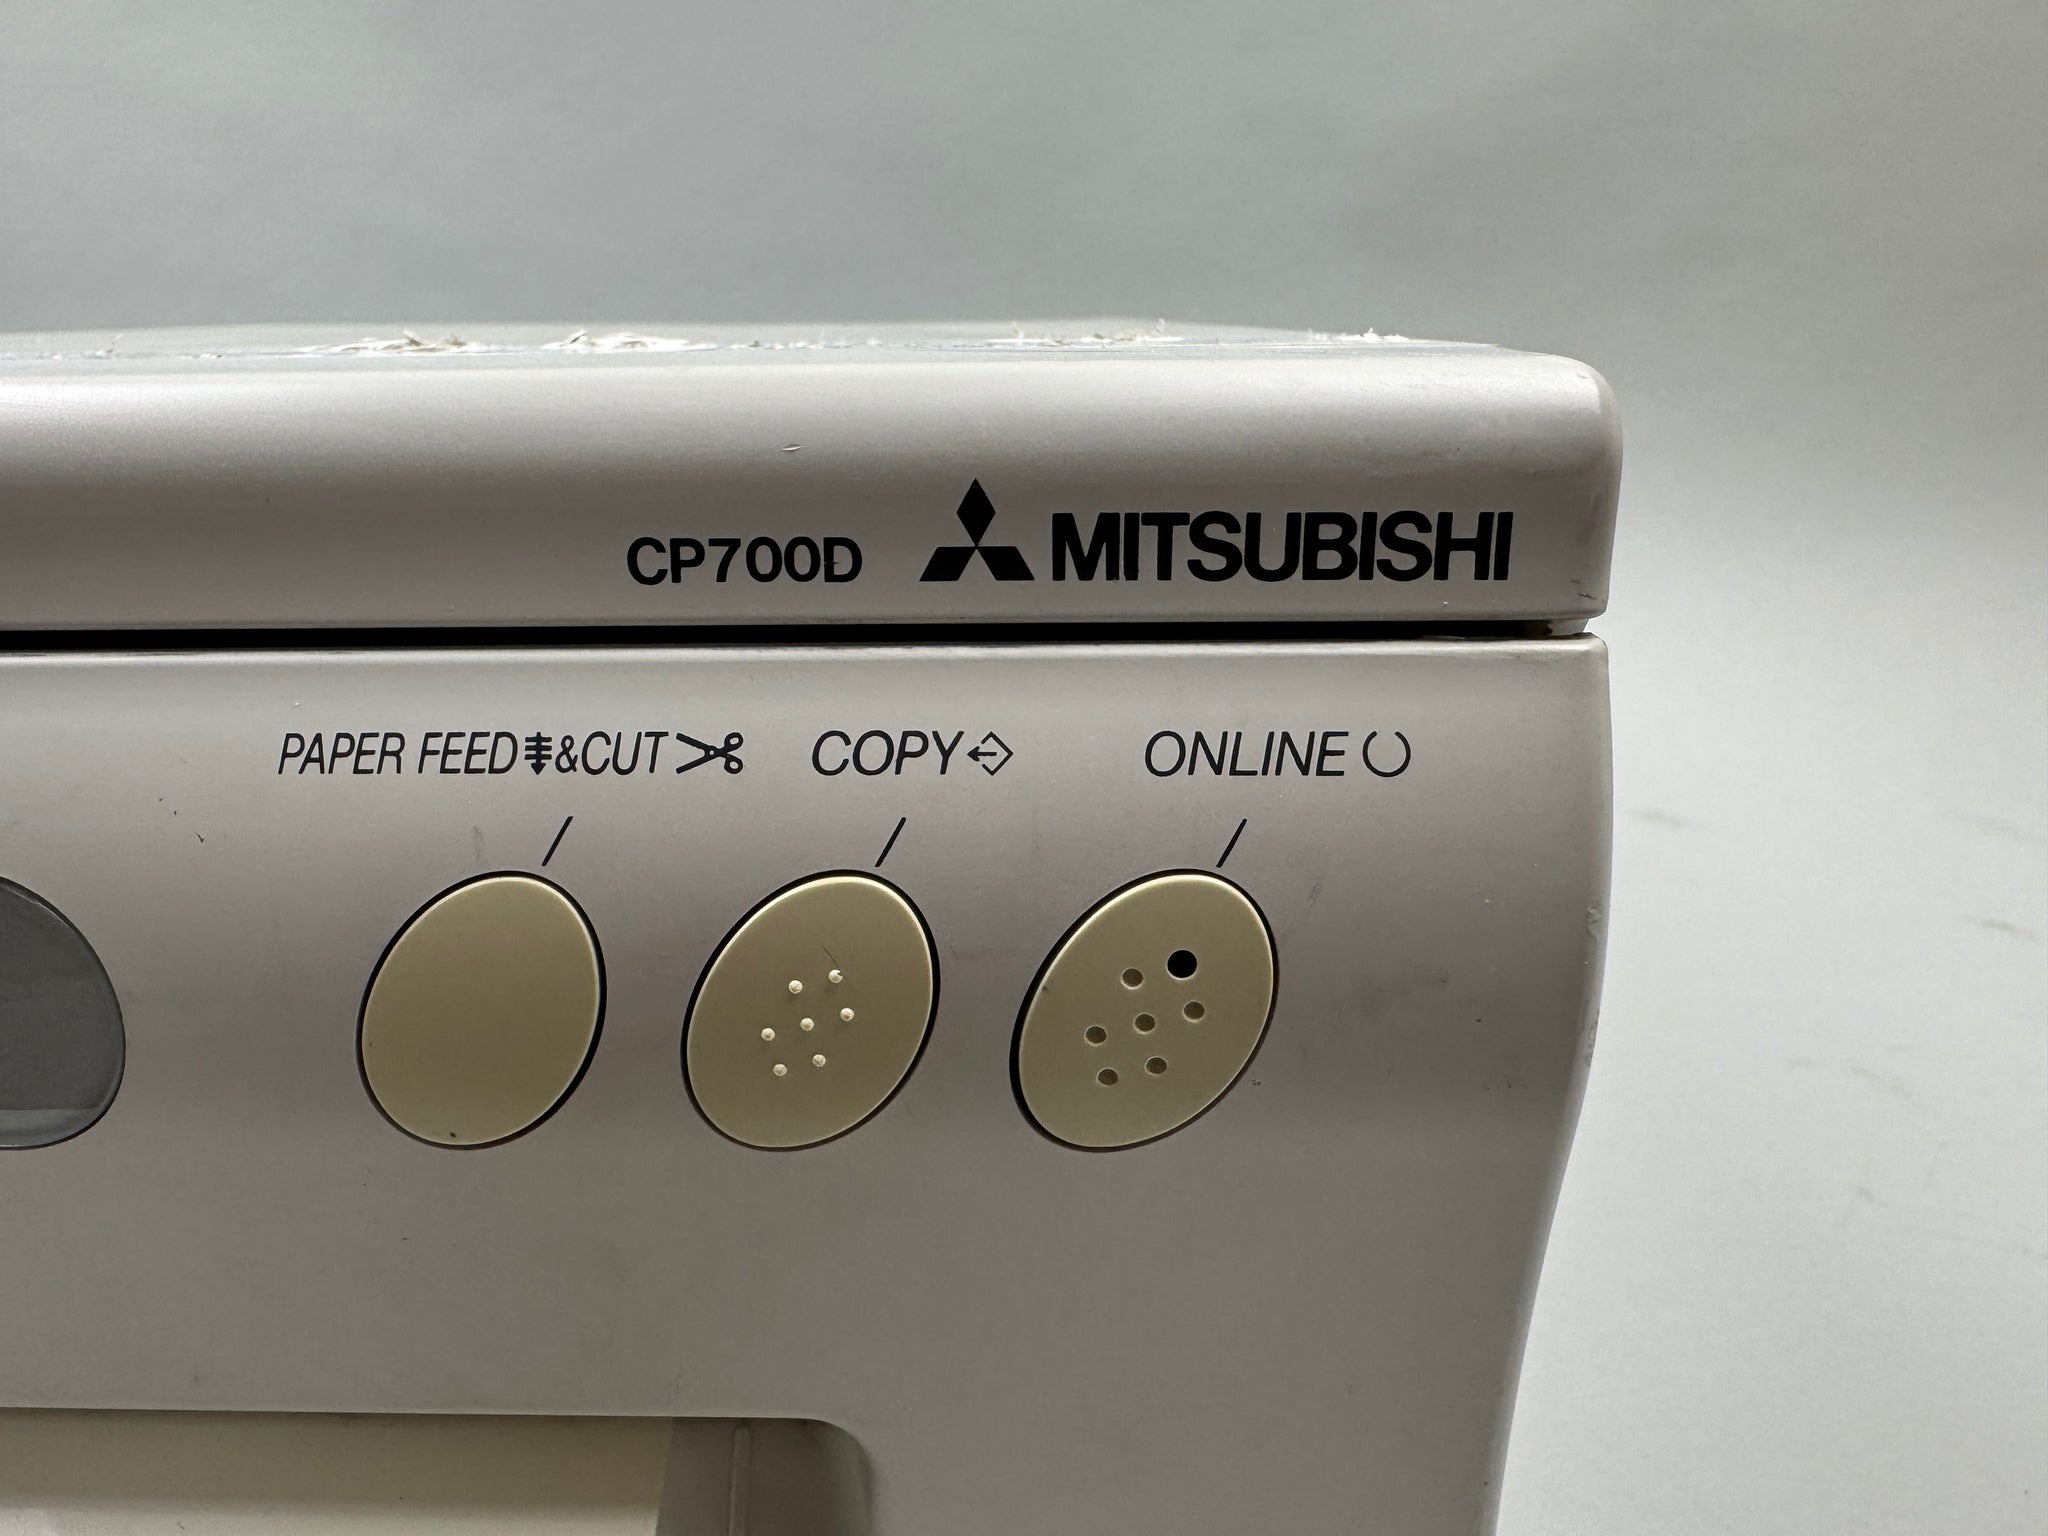 CP700D MITSUBISHI
PAPER FEED &CUT COPY ONLINE